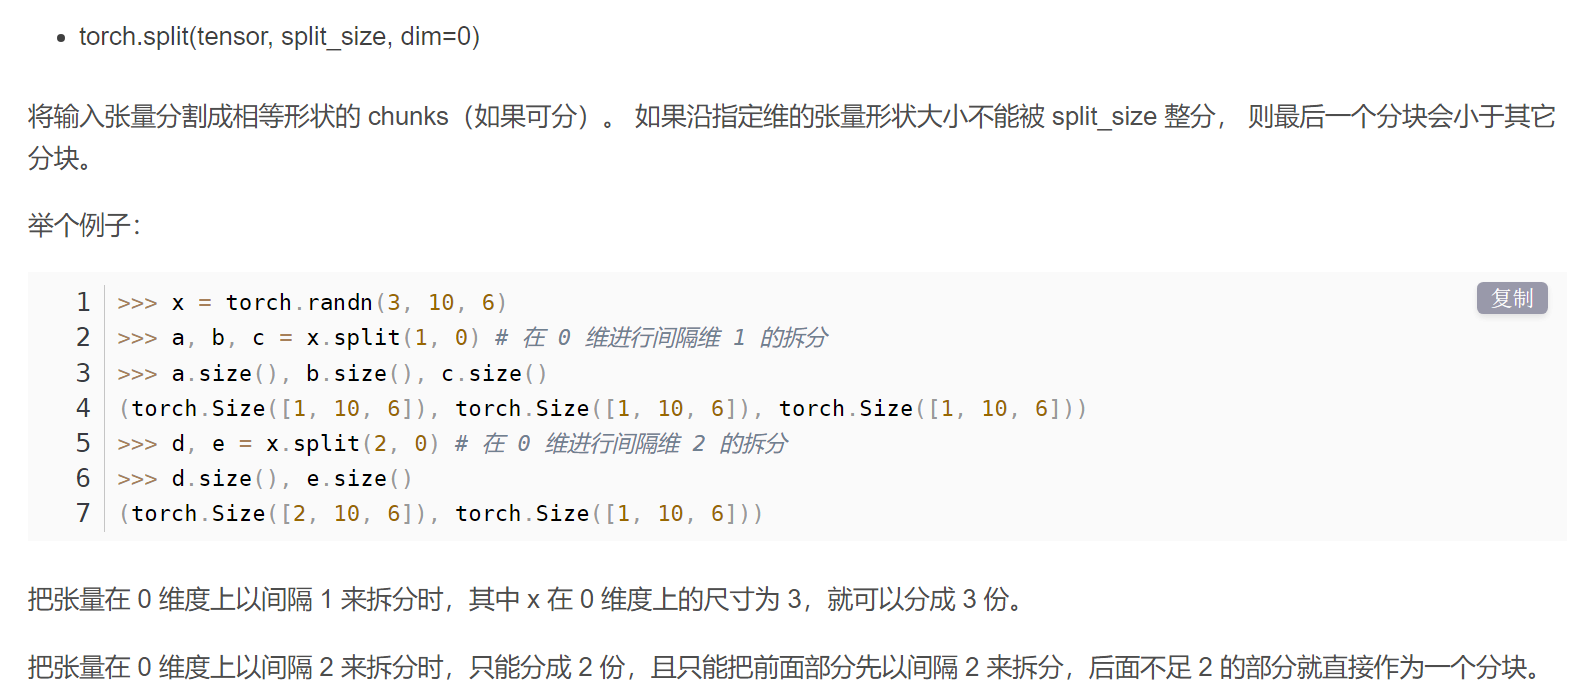 • torch.split(tensor, split_size, dim=0)
将输入张量分割成相等形状的 chunks（如果可分）。 如果沿指定维的张量形状大小不能被 split_size 整分， 则最后一个分块会小于其它
分块。
举个例子：
复制
1 >>> x = torch.randn(3, 10, 6)
2 >>> a, b, c = x.split(1, 0) # 在 0 维进行间隔维 1 的拆分
3 >>> a.size(), b.size(), c.size()
4 (torch.Size([1, 10, 6]), torch.Size([1, 10, 6]), torch.Size([1, 10, 6]))
5 >>> d, e = x.split(2, 0) # 在 0 维进行间隔维 2 的拆分
6 >>> d.size(), e.size()
7 (torch.Size([2, 10, 6]), torch.Size([1, 10, 6]))
把张量在 0 维度上以间隔 1 来拆分时，其中 x 在 0 维度上的尺寸为 3，就可以分成 3 份。
把张量在 0 维度上以间隔 2 来拆分时，只能分成 2 份，且只能把前面部分先以间隔 2 来拆分，后面不足 2 的部分就直接作为一个分块。